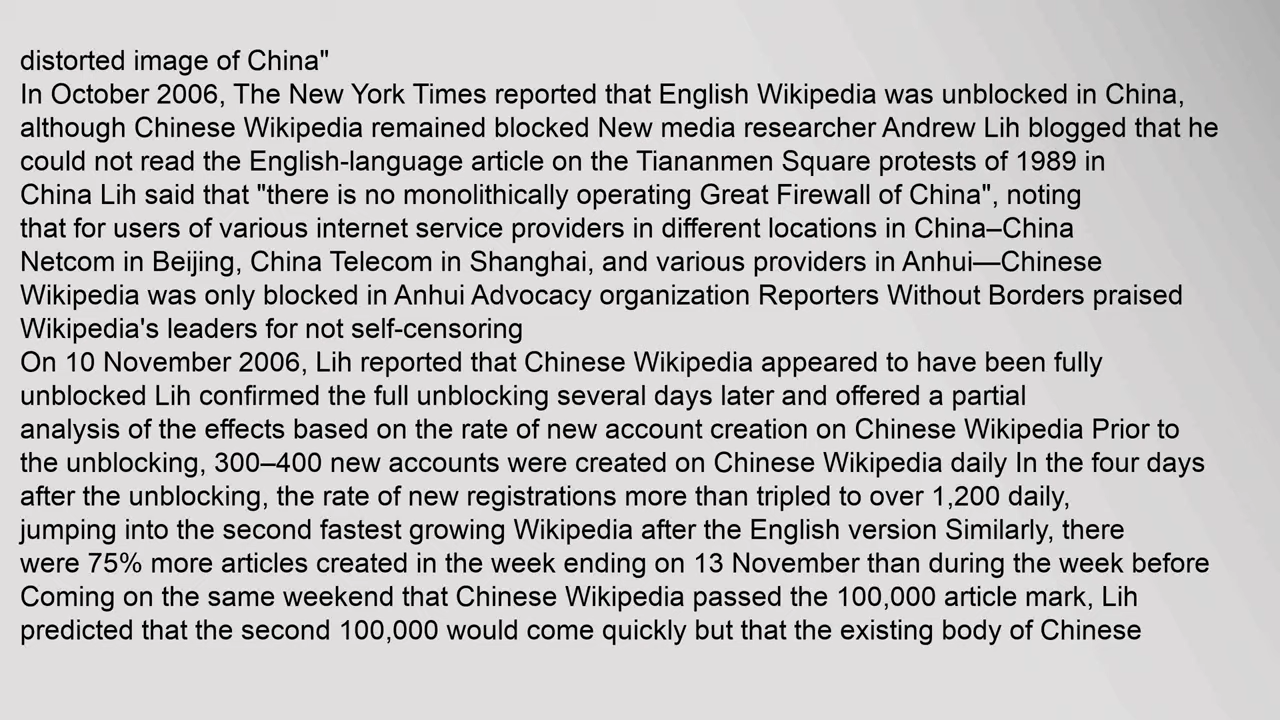 distorted image of China"
In October 2006, The New York Times reported that English Wikipedia was unblocked in China,
although Chinese Wikipedia remained blocked New media researcher Andrew Lih blogged that he
could not read the English-language article on the Tiananmen Square protests of 1989 in
China Lih said that "there is no monolithically operating Great Firewall of China", noting
that for users of various internet service providers in different locations in China–China
Netcom in Beijing, China Telecom in Shanghai, and various providers in Anhui—Chinese
Wikipedia was only blocked in Anhui Advocacy organization Reporters Without Borders praised
Wikipedia's leaders for not self-censoring
On 10 November 2006, Lih reported that Chinese Wikipedia appeared to have been fully
unblocked Lih confirmed the full unblocking several days later and offered a partial
analysis of the effects based on the rate of new account creation on Chinese Wikipedia Prior to
the unblocking, 300–400 new accounts were created on Chinese Wikipedia daily In the four days
after the unblocking, the rate of new registrations more than tripled to over 1,200 daily,
jumping into the second fastest growing Wikipedia after the English version Similarly, there
were 75% more articles created in the week ending on 13 November than during the week before
Coming on the same weekend that Chinese Wikipedia passed the 100,000 article mark, Lih
predicted that the second 100,000 would come quickly but that the existing body of Chinese